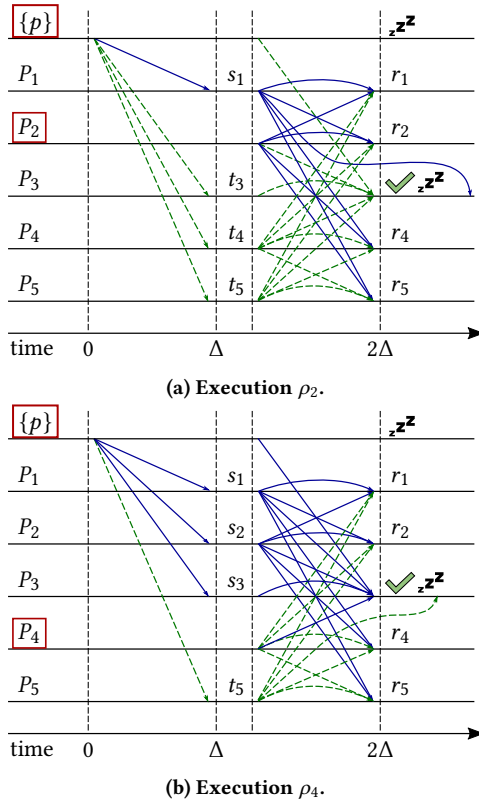 {p} zzz
P1 s1 r1
P2 r2
P3 t3 zzz
P4 t4 r4
P5 t5 r5
time 0 Δ 2Δ
(a) Execution ρ2.
{p} zzz
P1 s1 r1
P2 s2 r2
P3 s3 zzz
P4 r4
P5 t5 r5
time 0 Δ 2Δ
(b) Execution ρ4.